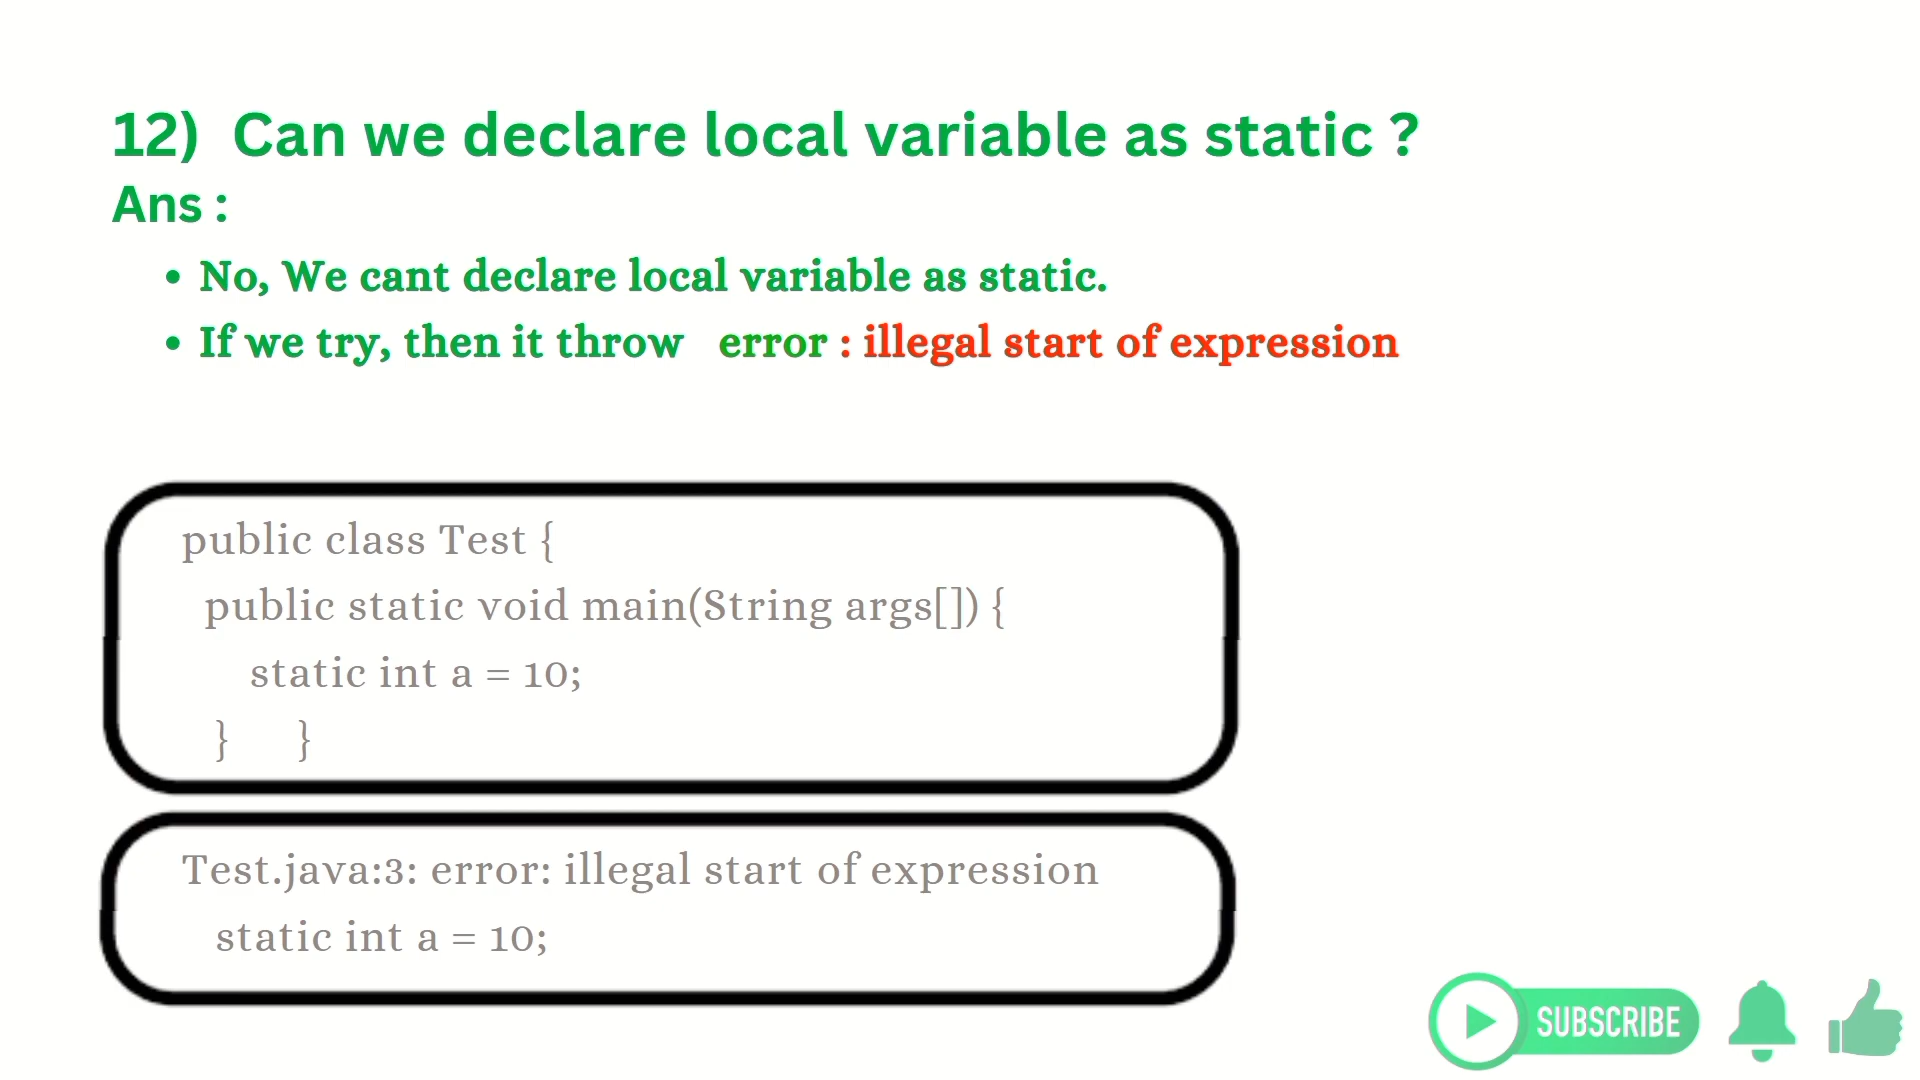 12) Can we declare local variable as static ?
Ans :
• No, We cant declare local variable as static.
• If we try, then it throw error : illegal start of expression
public class Test {
public static void main(String args[]) {
static int a = 10;
} }
Test.java:3: error: illegal start of expression
static int a = 10;
SUBSCRIBE